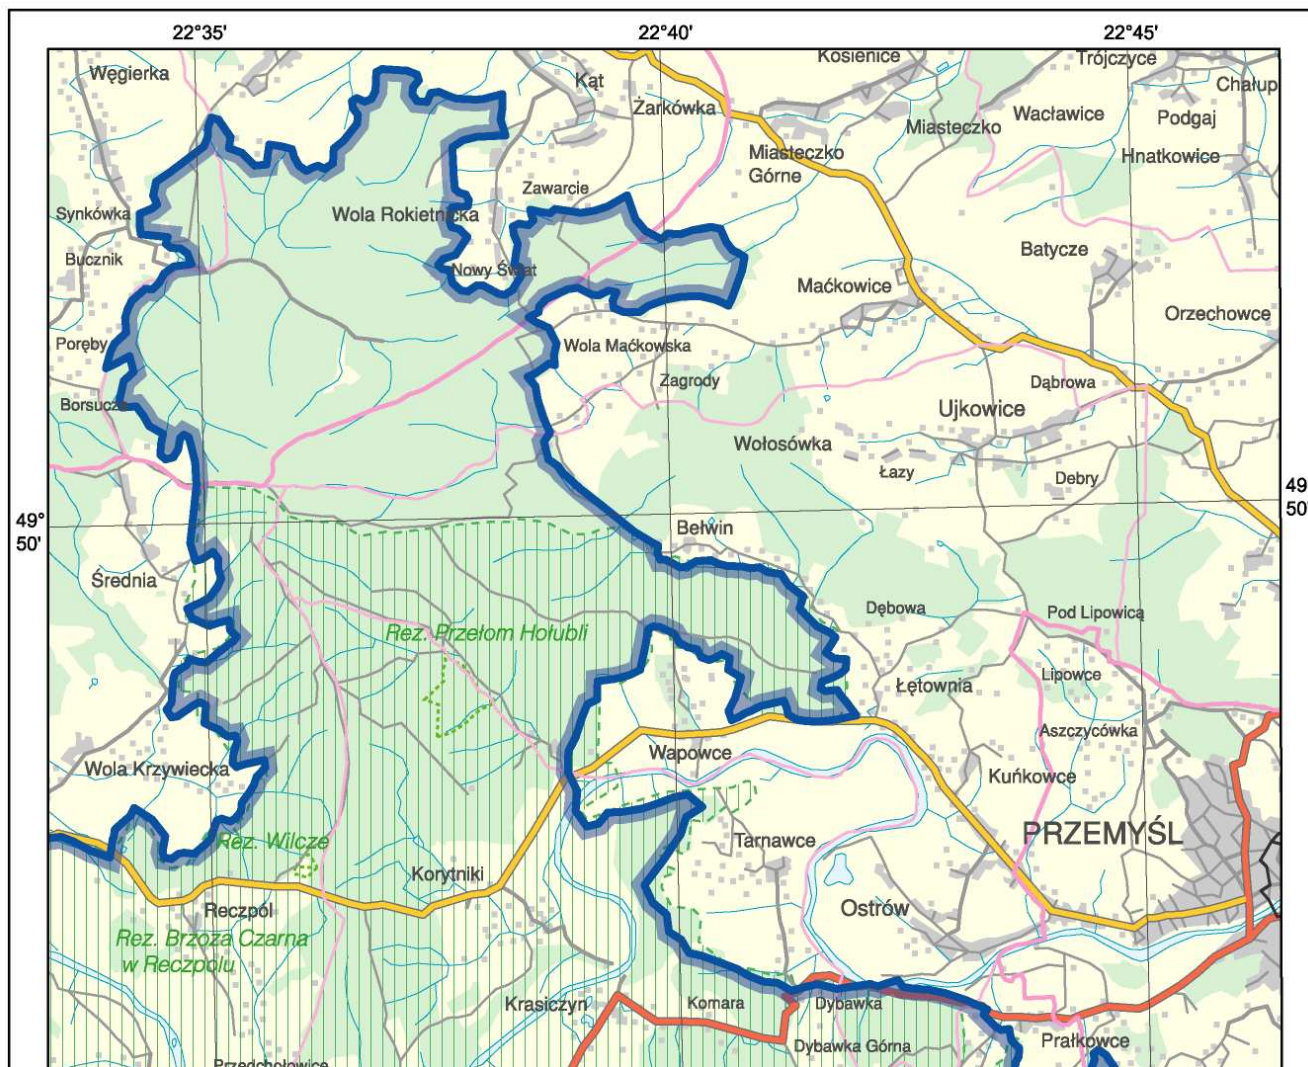 22°35'
22°40'
22°45'
Węgierka
Kąt
Kosienice
Trójczyce
Chałup
Żarkówka
Miasteczko
Wacławice
Podgaj
Hnatkowice
Miasteczko
Górne
Zawarcie
Synkówka
Wola Rokietnicka
Bucznik
Nowy Świat
Batycze
Maćkowice
Orzechowce
Poręby
Wola Maćkowska
Zagrody
Dąbrowa
Borsucze
Ujkowice
Wołosówka
Łazy
Debry
49°
50'
49
50'
Bełwin
Średnia
Dębowa
Pod Lipowicą
Rez. Przełom Hołubli
Lipowce
Łętownia
Aszczycówka
Wapowce
Wola Krzywiecka
Kuńkowce
PRZEMYŚL
Rez. Wilcze
Tarnawce
Korytniki
Reczpól
Ostrów
Rez. Brzoza Czarna
w Reczpolu
Krasiczyn
Komara
Dybawka
Dybawka Górna
Prałkowce
Przedchołowice